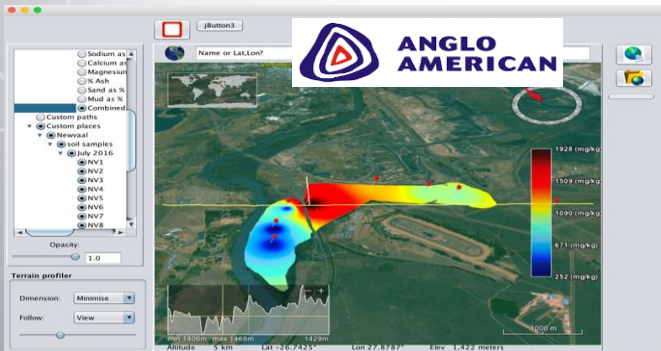 jButton3
Name or Lat,Lon?
ANGLO
AMERICAN
Sodium as
Calcium as
Magnesium
% Ash
Sand as %
Mud as %
Combined
Custom paths
Custom places
Newvaal
soil samples
July 2016
NV1
NV2
NV3
NV4
NV5
NV6
NV7
NV8
Opacity:
1.0
Terrain profiler
Dimension: Minimise
Follow: View
1928 (mg/kg)
1509 (mg/kg
1090 (mg/kg)
671 (mg/kg)
252 (mg/kg)
min 1406m max 1468m 1429m
1000 m
Altitude 5 km Lat -26.7425° Lon 27.8787° Elev 1,422 meters